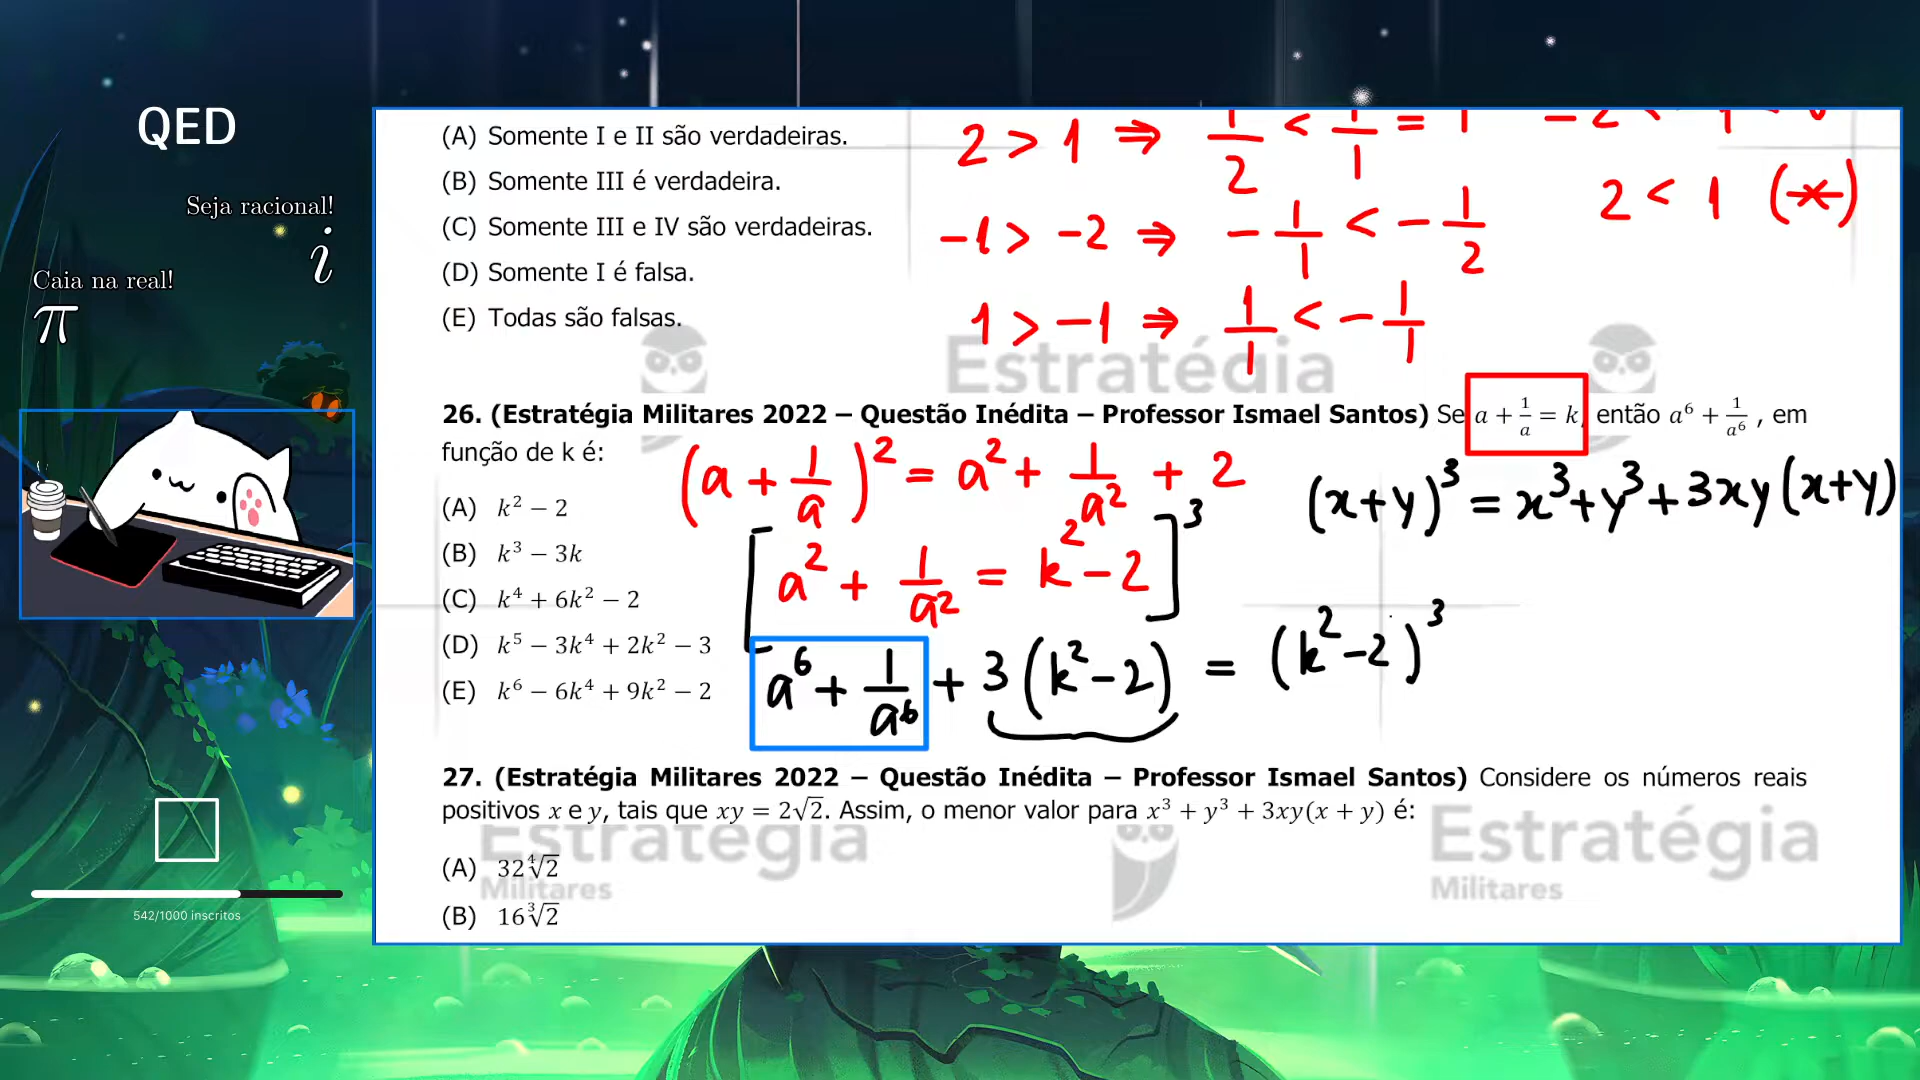 QED
Seja racional!
i
Caia na real!
π
542/1000 inscritos
(A) Somente I e II são verdadeiras.
(B) Somente III é verdadeira.
(C) Somente III e IV são verdadeiras.
(D) Somente I é falsa.
(E) Todas são falsas.
2 > 1 ⇒ 1/2 < 1/1 = 1
2 < 1 (*)
-1 > -2 ⇒ -1/1 < -1/2
1 > -1 ⇒ 1/1 < -1/1
Estratégia
26. (Estratégia Militares 2022 – Questão Inédita – Professor Ismael Santos) Se a + 1/a = k, então a⁶ + 1/a⁶ , em
função de k é:
(A) k² − 2
(B) k³ − 3k
(C) k⁴ + 6k² − 2
(D) k⁵ − 3k⁴ + 2k² − 3
(E) k⁶ − 6k⁴ + 9k² − 2
(a + 1/a)² = a² + 1/a² + 2
[a² + 1/a² = k² − 2]³
a⁶ + 1/a⁶ + 3(k² − 2) = (k² − 2)³
(x+y)³ = x³ + y³ + 3xy(x+y)
27. (Estratégia Militares 2022 – Questão Inédita – Professor Ismael Santos) Considere os números reais
positivos x e y, tais que xy = 2√2. Assim, o menor valor para x³ + y³ + 3xy(x + y) é:
(A) 32∜2
(B) 16∛2
Estratégia
Militares
Estratégia
Militares